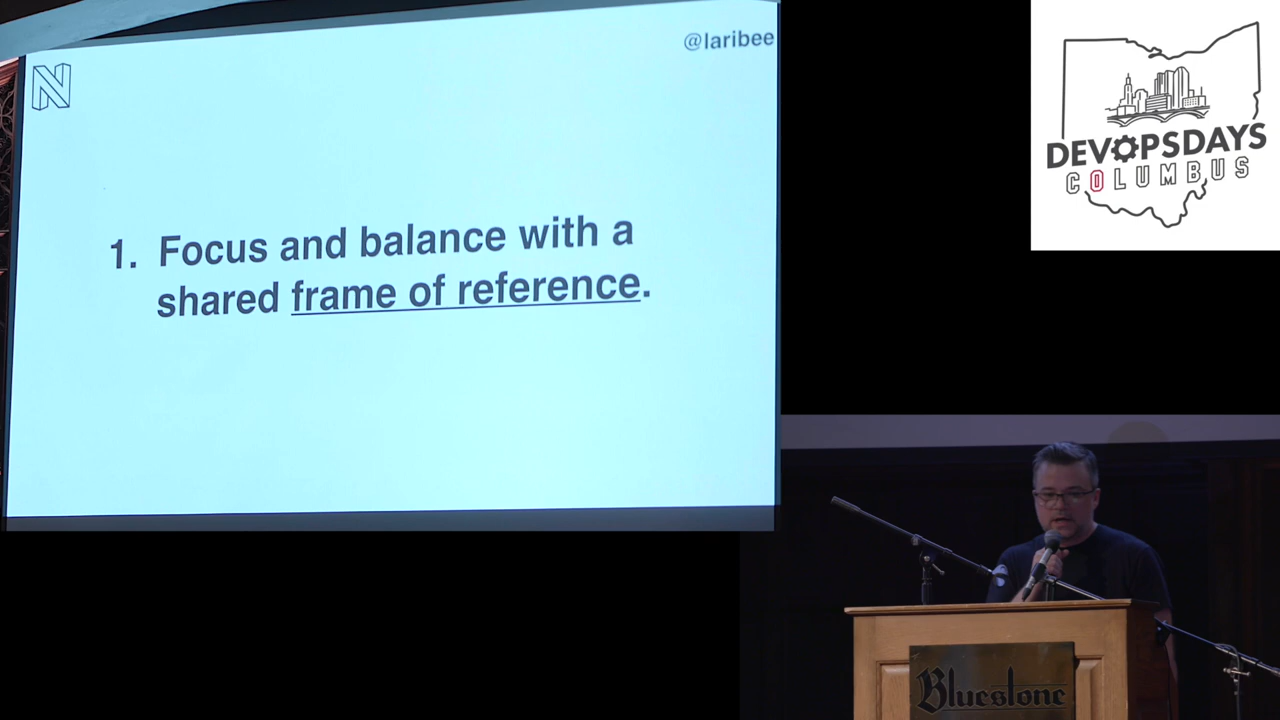 @laribee
N
1. Focus and balance with a
shared frame of reference.
DEVOPSDAYS
COLUMBUS
Bluestone